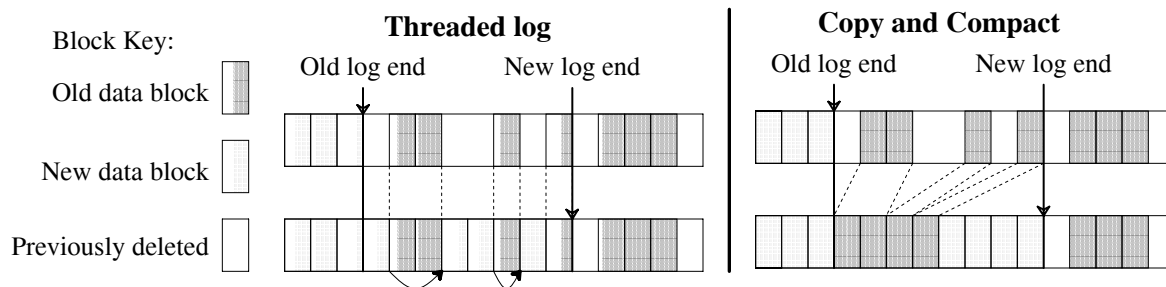 Block Key:
Old data block
New data block
Previously deleted
Threaded log
Old log end
New log end
Copy and Compact
Old log end
New log end